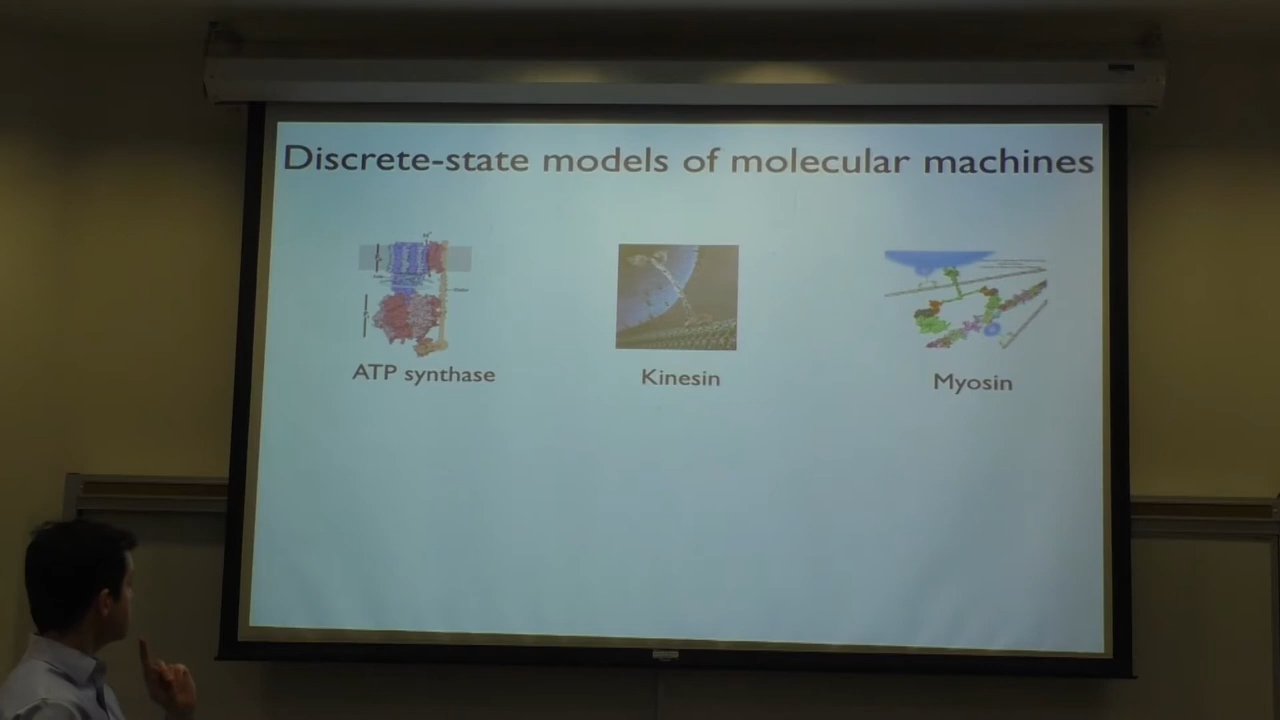 Discrete-state models of molecular machines
ATP synthase
Kinesin
Myosin